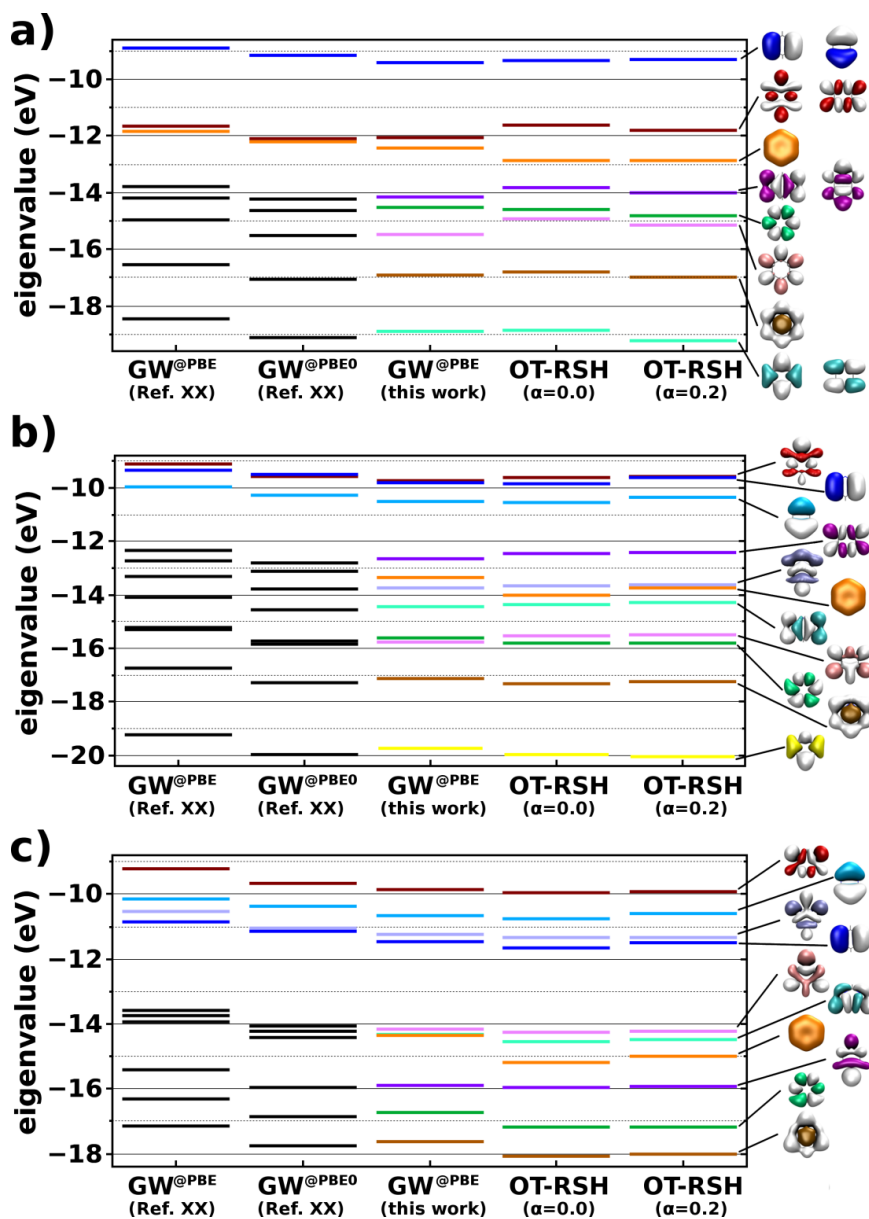 a)
eigenvalue (eV)
−10
−12
−14
−16
−18
GW@PBE GW@PBE0 GW@PBE OT-RSH OT-RSH
(Ref. XX) (Ref. XX) (this work) (α=0.0) (α=0.2)
b)
eigenvalue (eV)
−10
−12
−14
−16
−18
−20
GW@PBE GW@PBE0 GW@PBE OT-RSH OT-RSH
(Ref. XX) (Ref. XX) (this work) (α=0.0) (α=0.2)
c)
eigenvalue (eV)
−10
−12
−14
−16
−18
GW@PBE GW@PBE0 GW@PBE OT-RSH OT-RSH
(Ref. XX) (Ref. XX) (this work) (α=0.0) (α=0.2)